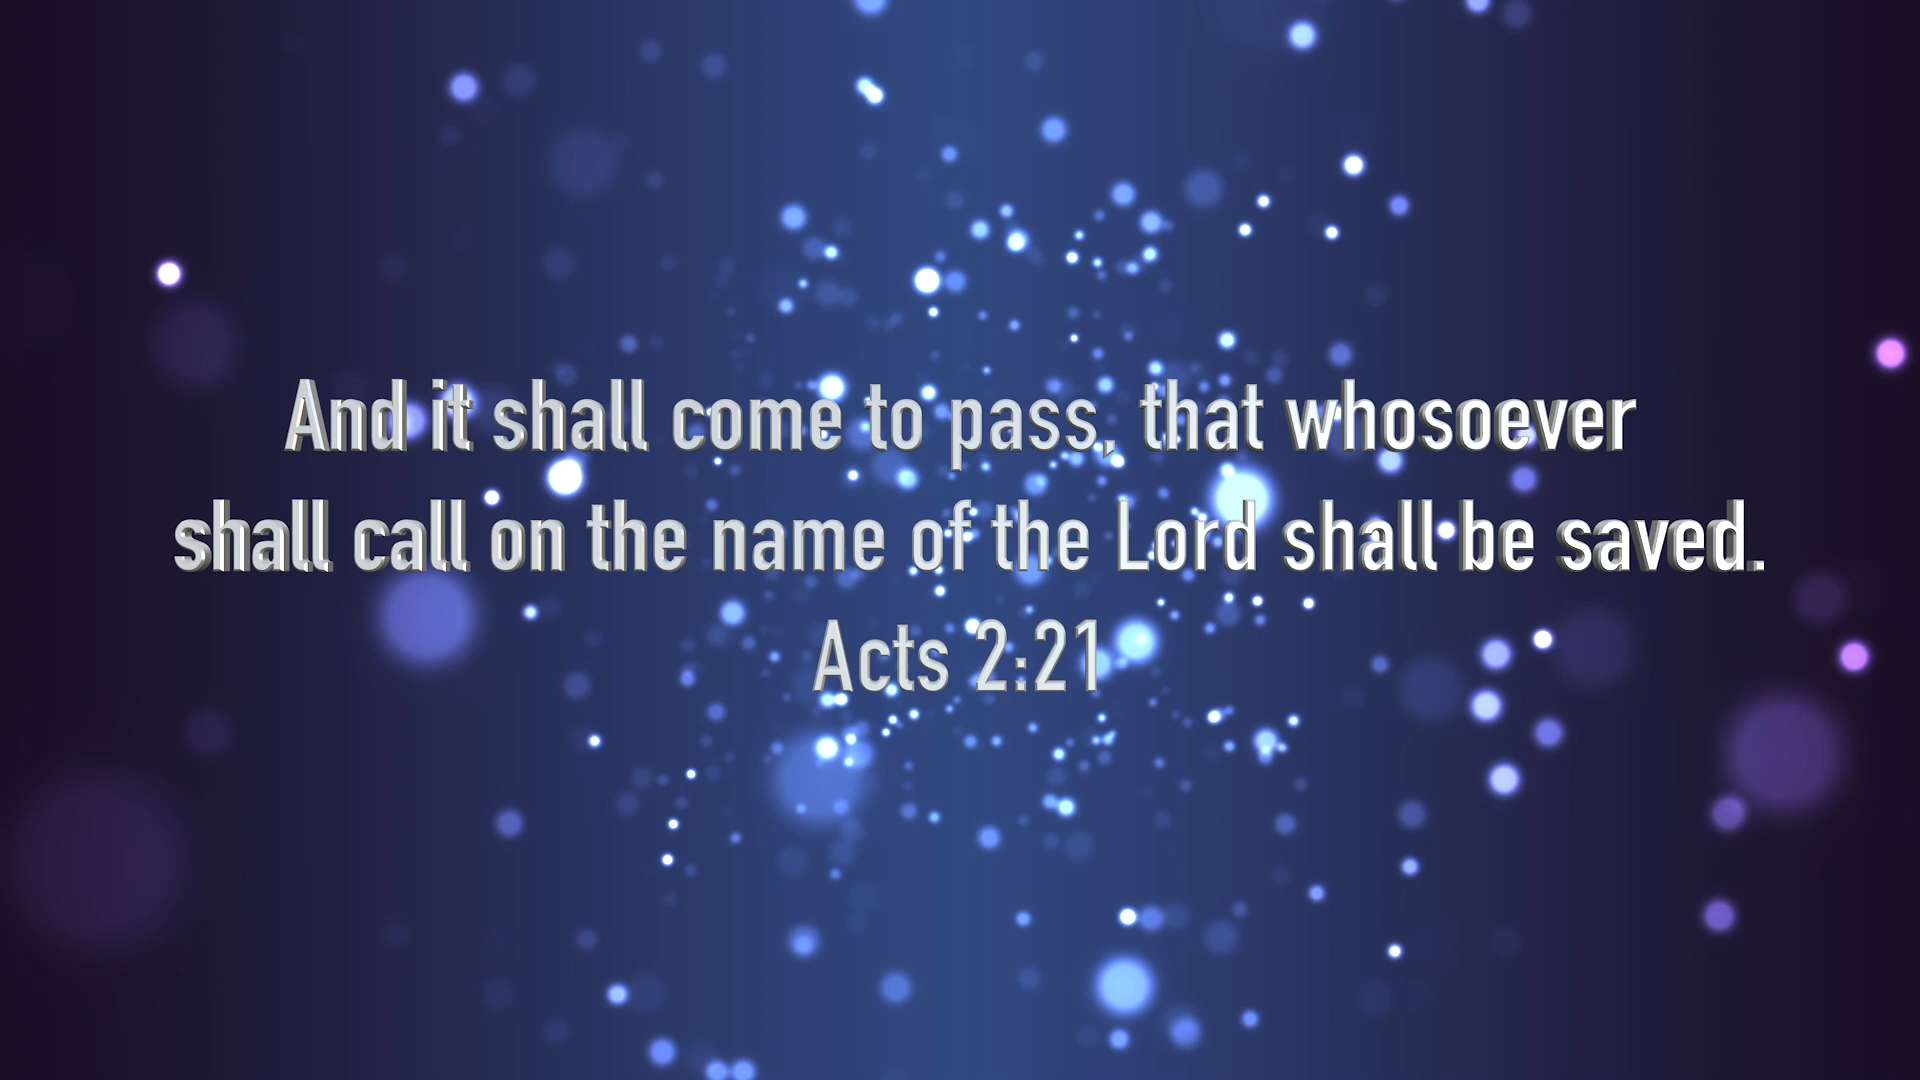 And it shall come to pass, that whosoever
shall call on the name of the Lord shall be saved.
Acts 2:21